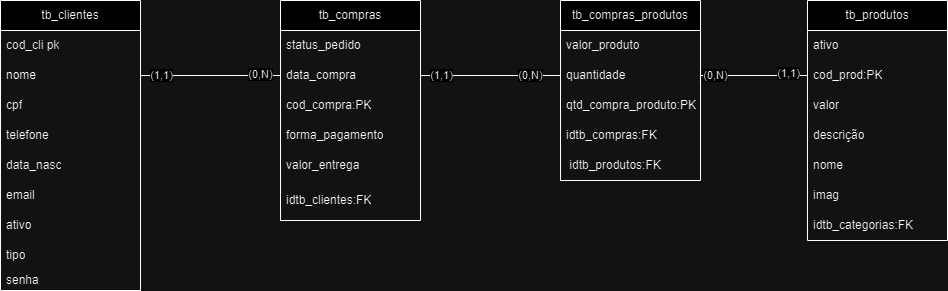 tb_clientes
cod_cli pk
nome
cpf
telefone
data_nasc
email
ativo
tipo
senha
(1,1)
(0,N)
tb_compras
status_pedido
data_compra
cod_compra:PK
forma_pagamento
valor_entrega
idtb_clientes:FK
(1,1)
(0,N)
tb_compras_produtos
valor_produto
quantidade
qtd_compra_produto:PK
idtb_compras:FK
idtb_produtos:FK
(0,N)
(1,1)
tb_produtos
ativo
cod_prod:PK
valor
descrição
nome
imag
idtb_categorias:FK